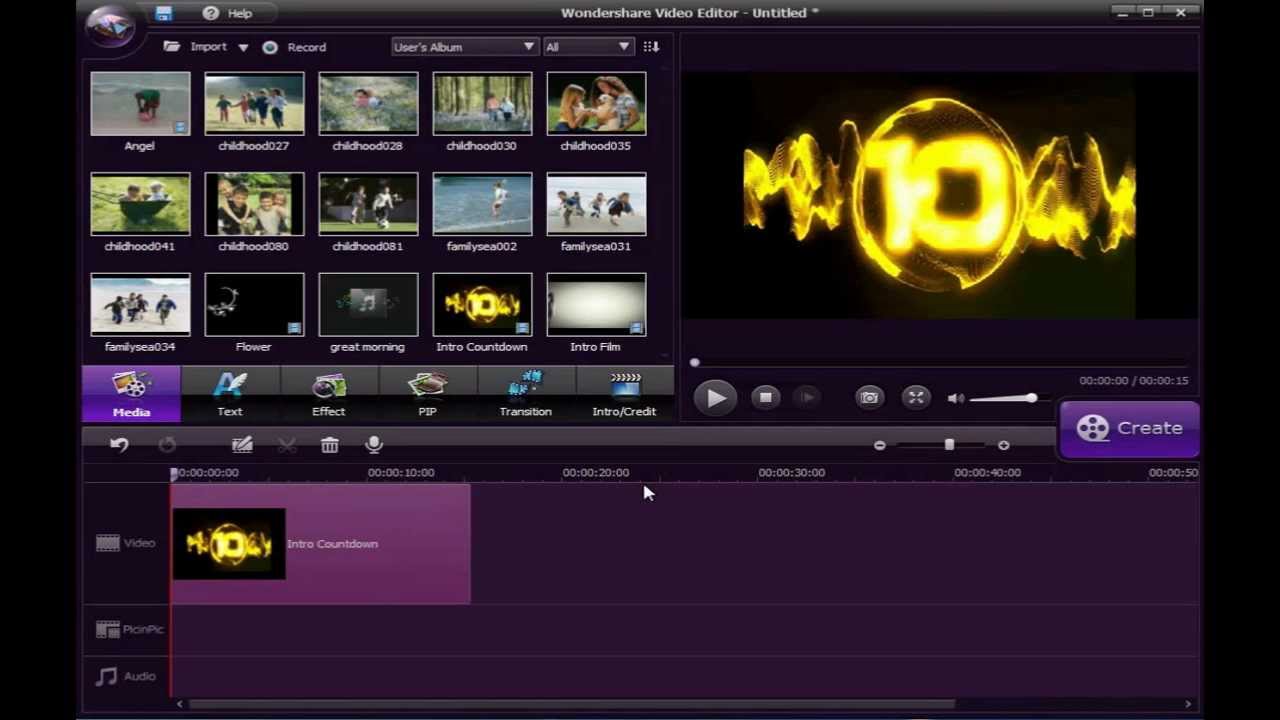 Wondershare Video Editor - Untitled *
Help
Import
Record
User's Album
All
Angel
childhood027
childhood028
childhood030
childhood035
childhood041
childhood080
childhood081
familysea002
familysea031
familysea034
Flower
great morning
Intro Countdown
Intro Film
10
10
Media
Text
Effect
PIP
Transition
Intro/Credit
00:00:00 / 00:00:15
Create
00:00:00:00
00:00:10:00
00:00:20:00
00:00:30:00
00:00:40:00
00:00:50
Video
10
Intro Countdown
PicinPic
Audio